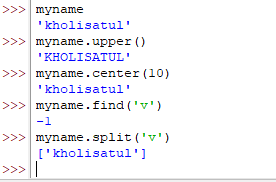 >>> myname
'kholisatul'
>>> myname.upper()
'KHOLISATUL'
>>> myname.center(10)
'kholisatul'
>>> myname.find('v')
-1
>>> myname.split('v')
['kholisatul']
>>>